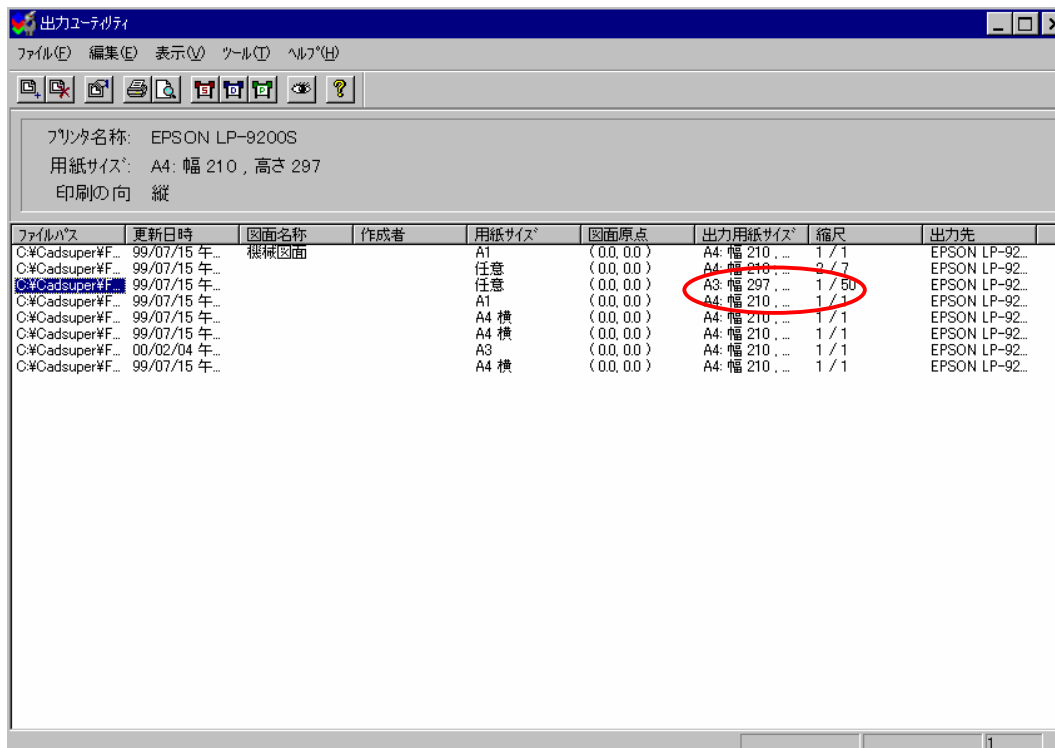 出力ユーティリティ
ファイル(F) 編集(E) 表示(V) ツール(T) ヘルプ(H)
S D P ?
プリンタ名称: EPSON LP-9200S
用紙サイズ: A4: 幅 210 , 高さ 297
印刷の向 縦
ファイルパス 更新日時 図面名称 作成者 用紙サイズ 図面原点 出力用紙サイズ 縮尺 出力先
C:¥Cadsuper¥F... 99/07/15 午... 機械図面 A1 ( 0.0, 0.0 ) A4: 幅 210 , ... 1 / 1 EPSON LP-92...
C:¥Cadsuper¥F... 99/07/15 午... 任意 ( 0.0, 0.0 ) A4: 幅 210 , ... 2 / 7 EPSON LP-92...
C:¥Cadsuper¥F... 99/07/15 午... 任意 ( 0.0, 0.0 ) A3: 幅 297 , ... 1 / 50 EPSON LP-92...
C:¥Cadsuper¥F... 99/07/15 午... A1 ( 0.0, 0.0 ) A4: 幅 210 , ... 1 / 1 EPSON LP-92...
C:¥Cadsuper¥F... 99/07/15 午... A4 横 ( 0.0, 0.0 ) A4: 幅 210 , ... 1 / 1 EPSON LP-92...
C:¥Cadsuper¥F... 99/07/15 午... A4 横 ( 0.0, 0.0 ) A4: 幅 210 , ... 1 / 1 EPSON LP-92...
C:¥Cadsuper¥F... 00/02/04 午... A3 ( 0.0, 0.0 ) A4: 幅 210 , ... 1 / 1 EPSON LP-92...
C:¥Cadsuper¥F... 99/07/15 午... A4 横 ( 0.0, 0.0 ) A4: 幅 210 , ... 1 / 1 EPSON LP-92...
1